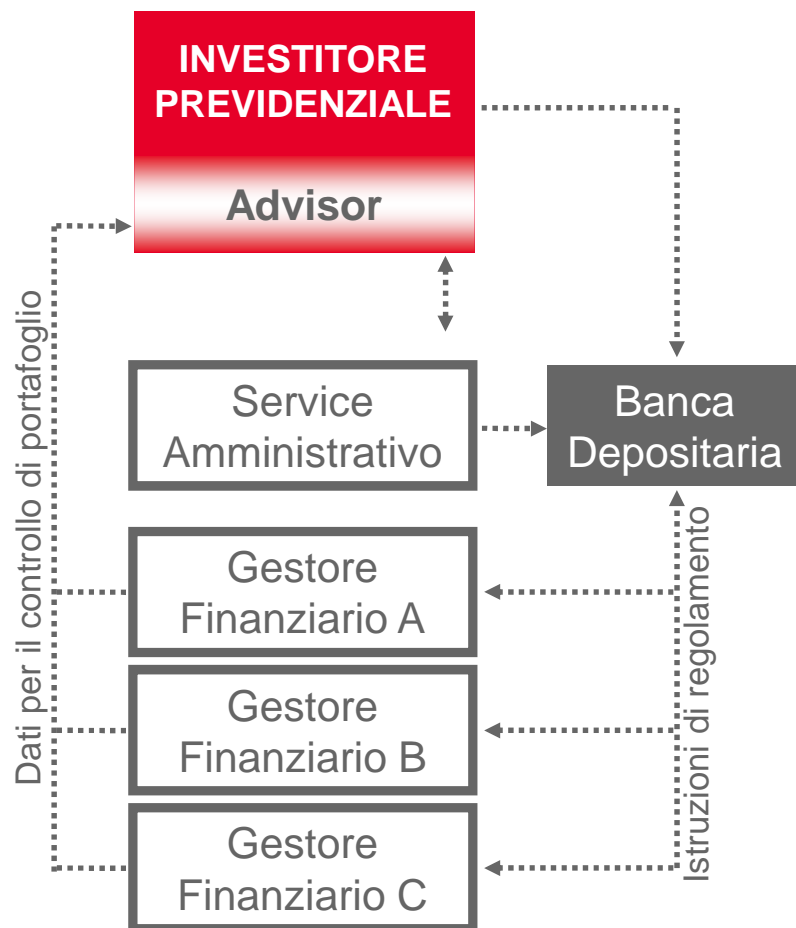 INVESTITORE
PREVIDENZIALE
Advisor
Dati per il controllo di portafoglio
Service
Amministrativo
Banca
Depositaria
Gestore
Finanziario A
Gestore
Finanziario B
Gestore
Finanziario C
Istruzioni di regolamento